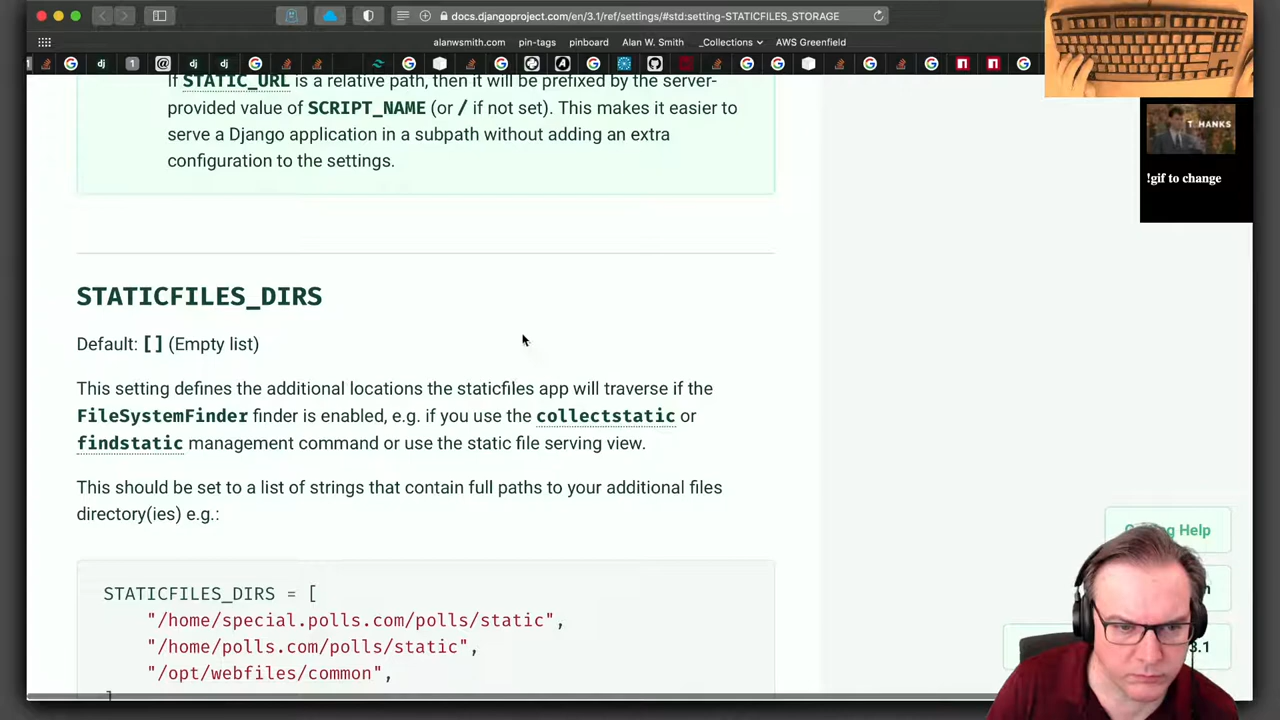 docs.djangoproject.com/en/3.1/ref/settings/#std:setting-STATICFILES_STORAGE
alanwsmith.com pin-tags pinboard Alan W. Smith _Collections AWS Greenfield
If STATIC_URL is a relative path, then it will be prefixed by the server-
provided value of SCRIPT_NAME (or / if not set). This makes it easier to
serve a Django application in a subpath without adding an extra
configuration to the settings.
T. HANKS
!gif to change
STATICFILES_DIRS
Default: [] (Empty list)
This setting defines the additional locations the staticfiles app will traverse if the
FileSystemFinder finder is enabled, e.g. if you use the collectstatic or
findstatic management command or use the static file serving view.
This should be set to a list of strings that contain full paths to your additional files
directory(ies) e.g.:
STATICFILES_DIRS = [
"/home/special.polls.com/polls/static",
"/home/polls.com/polls/static",
"/opt/webfiles/common",
]
Help
3.1